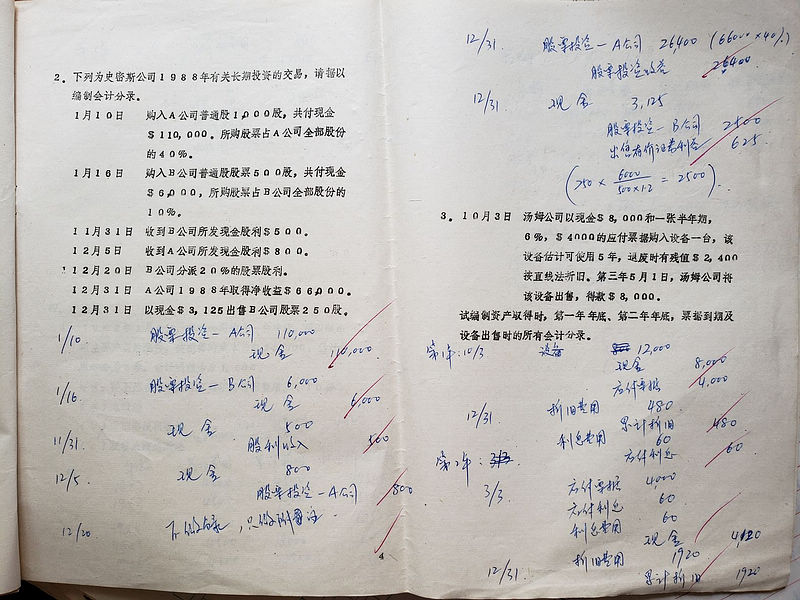 2。下列为史密斯公司1988年有关长期投资的交易，请据以
编制会计分录。
1月10日 购入A公司普通股1,000股，共付现金
$110,000。所购股票占A公司全部股份
的40%。
1月16日 购入B公司普通股股票500股，共付现金
$6,000，所购股票占B公司全部股份的
10%。
11月31日 收到B公司所发现金股利$500。
12月5日 收到A公司所发现金股利$800。
12月20日 B公司分派20%的股票股利。
12月31日 A公司1988年取得净收益$66,000。
12月31日 以现金$3,125出售B公司股票250股。
1/10 股票投资—A公司 110,000
现金 110,000
1/16 股票投资—B公司 6,000
现金 6,000
11/31 现金 500
股利收入 500
12/5 现金 800
股票投资—A公司 800
12/20 不做分录，只做附注
4
12/31. 股票投资—A公司 26,400 (66000×40%)
股票投资收益 26400
12/31 现金 3,125
股票投资—B公司 2500
出售有价证券利益 625
(250 × 6000/500×1.2 = 2500)
3。10月3日 汤姆公司以现金$8,000和一张半年期，
6%，$4000的应付票据购入设备一台，该
设备估计可使用5年，退废时有残值$2,400
按直线法折旧。第三年5月1日，汤姆公司将
该设备出售，得款$8,000。
试编制资产取得时，第一年年底、第二年年底，票据到期及
设备出售时的所有会计分录。
第1年:10/3 设备 12,000
现金 8,000
应付票据 4,000
12/31 折旧费用 480
累计折旧 480
利息费用 60
应付利息 60
第2年:
3/3. 应付票据 4,000
应付利息 60
利息费用 60
现金 4,120
12/31. 折旧费用 1920
累计折旧 1920